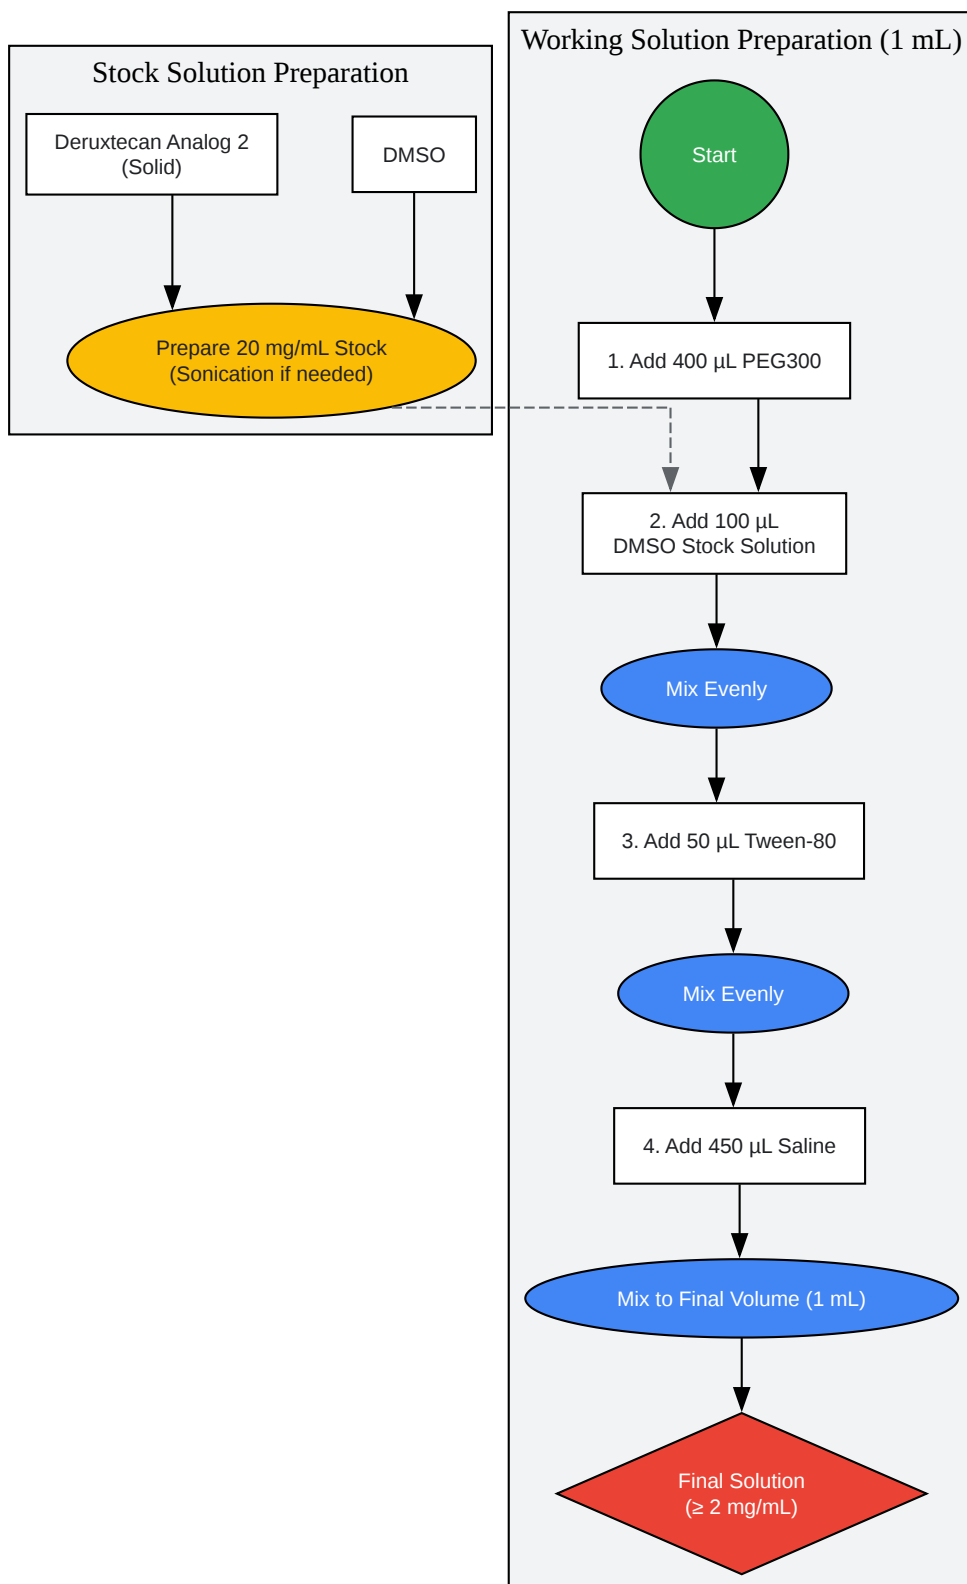 Stock Solution Preparation
Deruxtecan Analog 2
(Solid)
DMSO
Prepare 20 mg/mL Stock
(Sonication if needed)
Working Solution Preparation (1 mL)
Start
1. Add 400 µL PEG300
2. Add 100 µL
DMSO Stock Solution
Mix Evenly
3. Add 50 µL Tween-80
Mix Evenly
4. Add 450 µL Saline
Mix to Final Volume (1 mL)
Final Solution
(≥ 2 mg/mL)